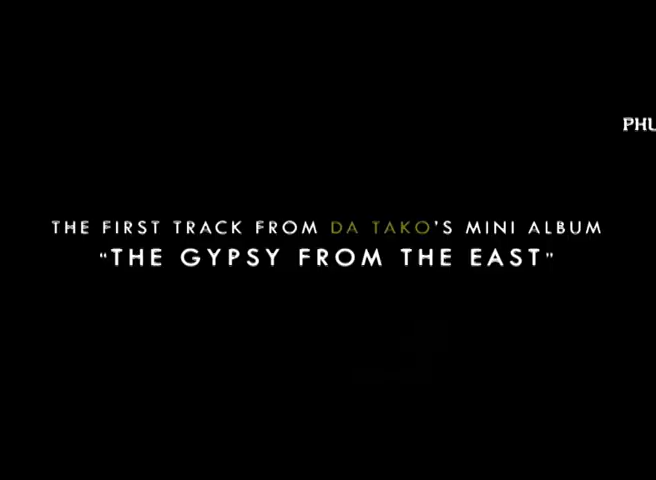 PHU
THE FIRST TRACK FROM DA TAKO'S MINI ALBUM
"THE GYPSY FROM THE EAST"